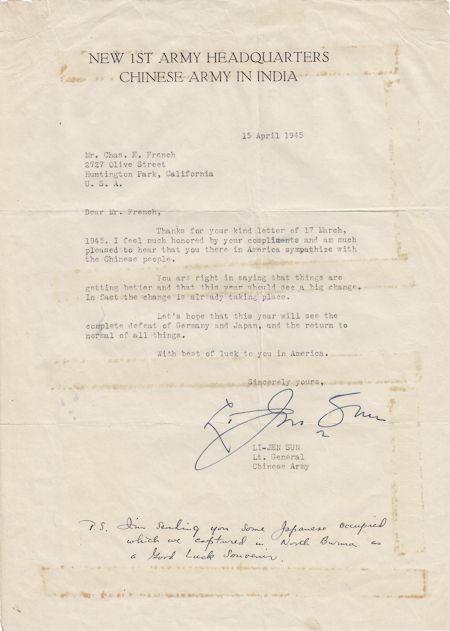 NEW 1ST ARMY HEADQUARTERS
CHINESE ARMY IN INDIA
15 April 1945
Mr. Chas. E. French
2727 Olive Street
Huntington Park, California
U. S. A.
Dear Mr. French,
Thanks for your kind letter of 17 March,
1945. I feel much honored by your compliments and am much
pleased to hear that you there in America sympathize with
the Chinese people.
You are right in saying that things are
getting better and that this year should see a big change.
In fact the change is already taking place.
Let's hope that this year will see the
complete defeat of Germany and Japan, and the return to
normal of all things.
With best of luck to you in America.
Sincerely yours,
Li Jen Sun
LI-JEN SUN
Lt. General
Chinese Army
P.S. I'm sending you some Japanese occupied
which we captured in North Burma as
a Good Luck Souvenir.